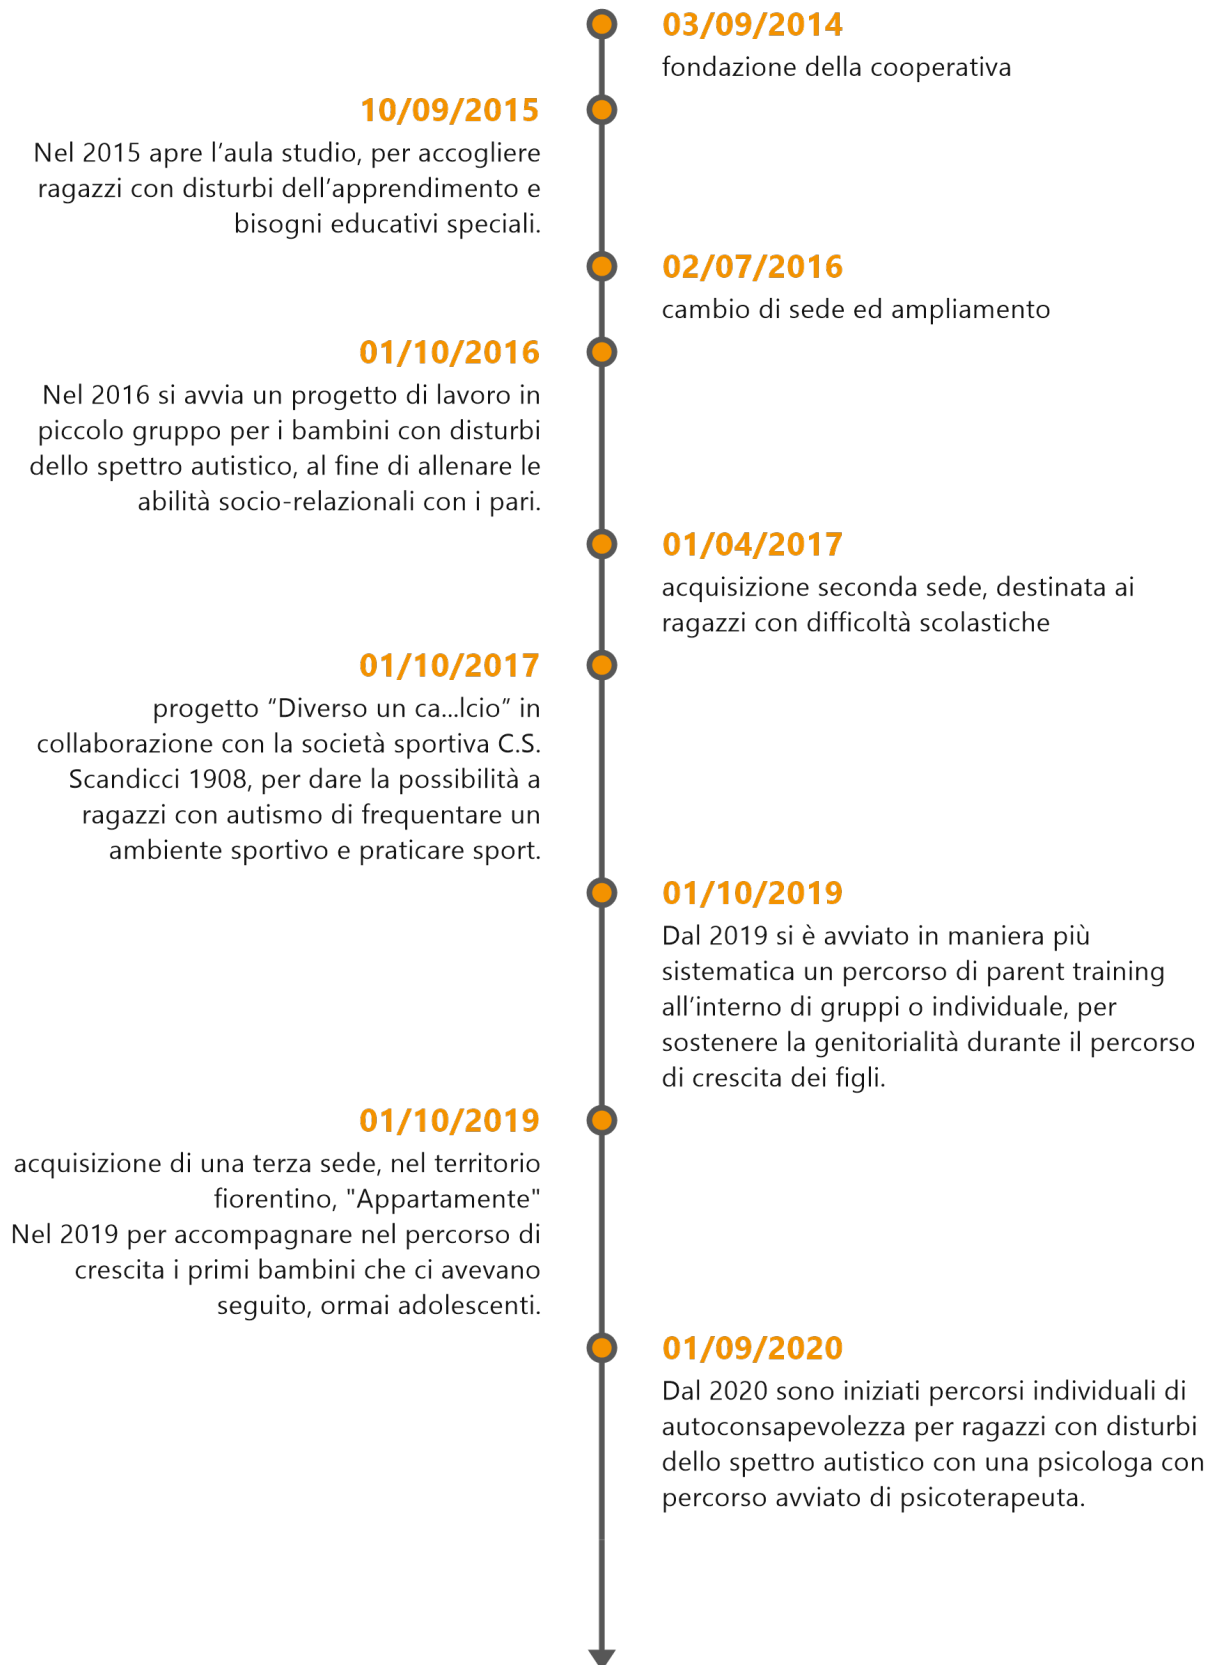 03/09/2014
fondazione della cooperativa
10/09/2015
Nel 2015 apre l’aula studio, per accogliere
ragazzi con disturbi dell’apprendimento e
bisogni educativi speciali.
02/07/2016
cambio di sede ed ampliamento
01/10/2016
Nel 2016 si avvia un progetto di lavoro in
piccolo gruppo per i bambini con disturbi
dello spettro autistico, al fine di allenare le
abilità socio-relazionali con i pari.
01/04/2017
acquisizione seconda sede, destinata ai
ragazzi con difficoltà scolastiche
01/10/2017
progetto “Diverso un ca...lcio” in
collaborazione con la società sportiva C.S.
Scandicci 1908, per dare la possibilità a
ragazzi con autismo di frequentare un
ambiente sportivo e praticare sport.
01/10/2019
Dal 2019 si è avviato in maniera più
sistematica un percorso di parent training
all’interno di gruppi o individuale, per
sostenere la genitorialità durante il percorso
di crescita dei figli.
01/10/2019
acquisizione di una terza sede, nel territorio
fiorentino, "Appartamente"
Nel 2019 per accompagnare nel percorso di
crescita i primi bambini che ci avevano
seguito, ormai adolescenti.
01/09/2020
Dal 2020 sono iniziati percorsi individuali di
autoconsapevolezza per ragazzi con disturbi
dello spettro autistico con una psicologa con
percorso avviato di psicoterapeuta.